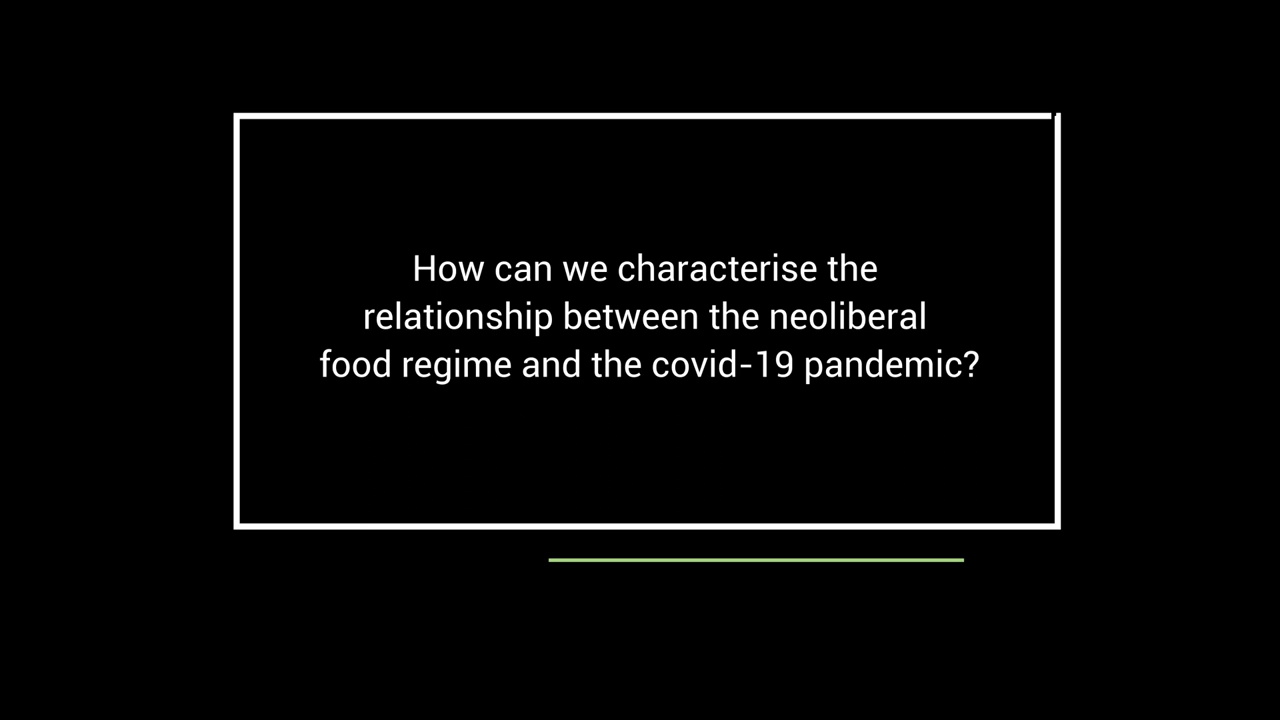 How can we characterise the
relationship between the neoliberal
food regime and the covid-19 pandemic?